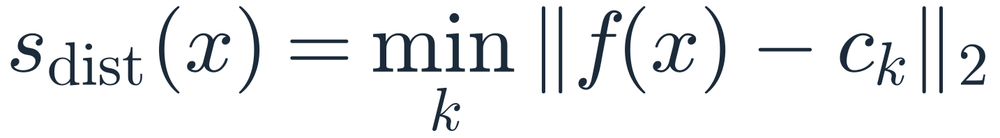 s_dist(x) = min_k ‖f(x) − c_k‖_2